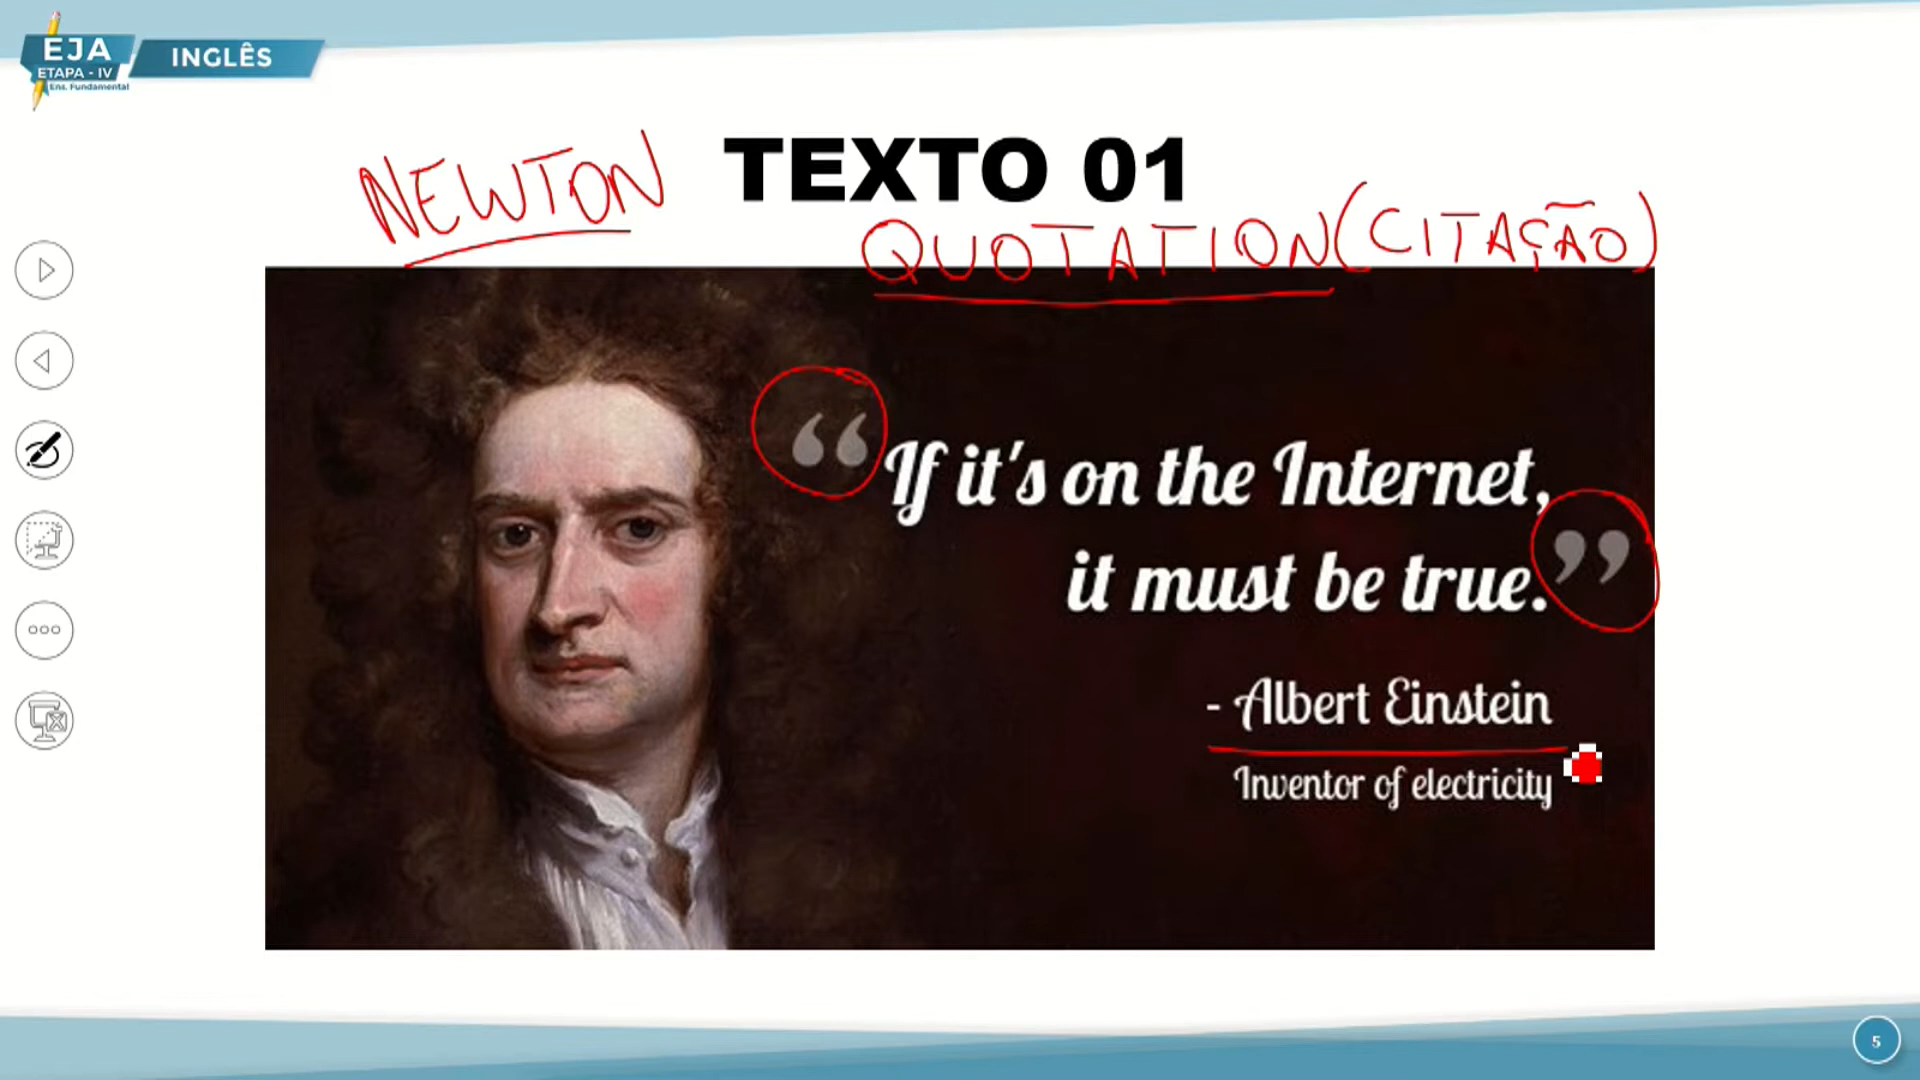 EJA
ETAPA - IV
Ens. Fundamental
INGLÊS
NEWTON
TEXTO 01
QUOTATION (CITAÇÃO)
“If it's on the Internet,
it must be true.”
- Albert Einstein
Inventor of electricity
5